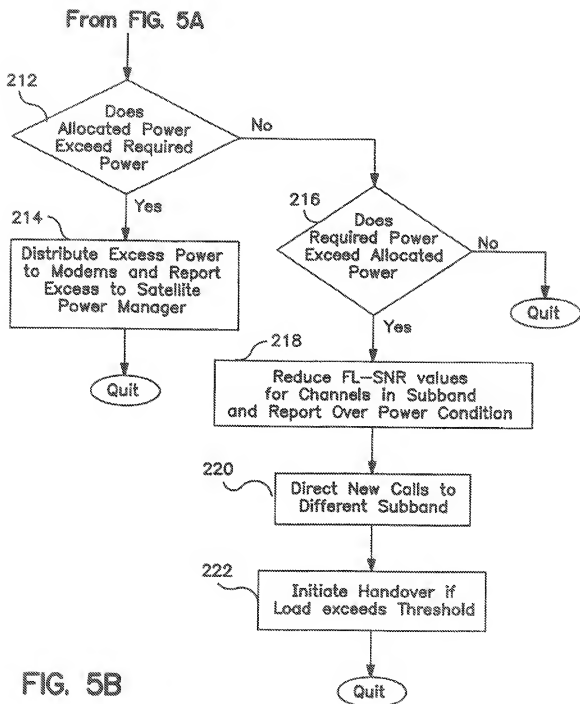 From FIG. 5A
212
Does
Allocated Power
Exceed Required
Power
No
Yes
214
Distribute Excess Power
to Modems and Report
Excess to Satellite
Power Manager
Quit
216
Does
Required Power
Exceed Allocated
Power
No
Quit
Yes
218
Reduce FL-SNR values
for Channels in Subband
and Report Over Power Condition
220
Direct New Calls to
Different Subband
222
Initiate Handover if
Load exceeds Threshold
Quit
FIG. 5B